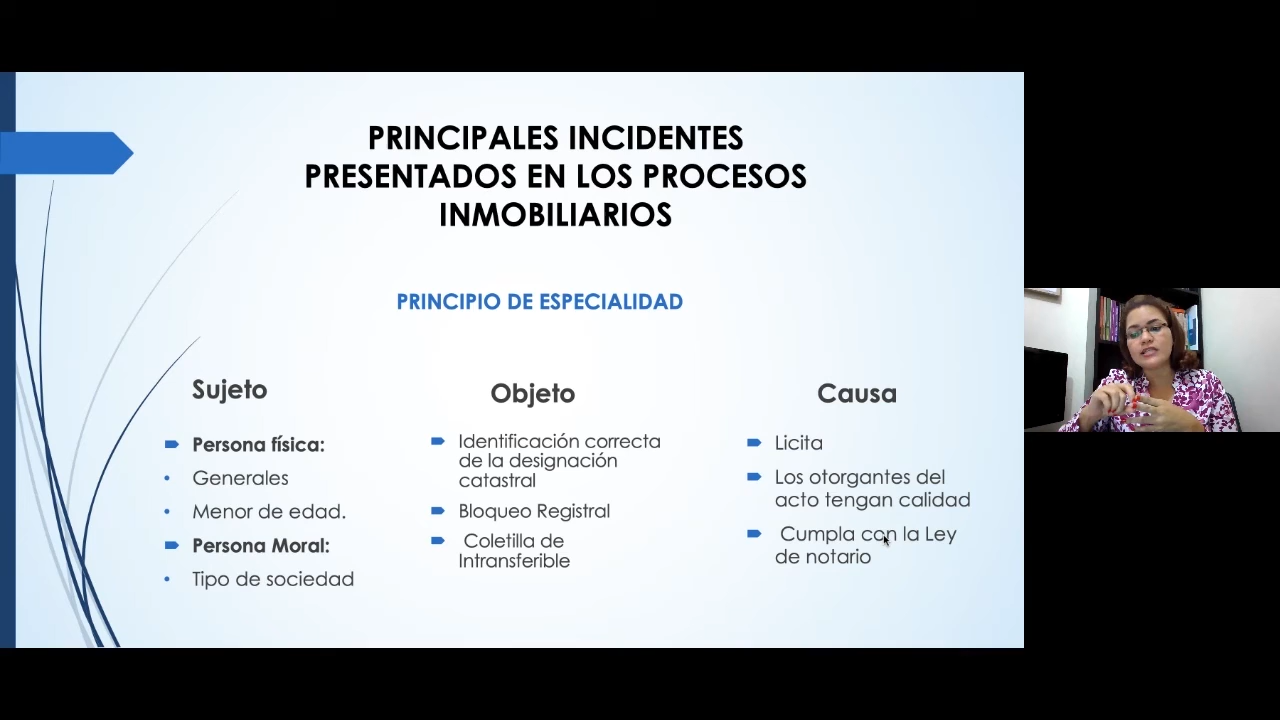 PRINCIPALES INCIDENTES
PRESENTADOS EN LOS PROCESOS
INMOBILIARIOS
PRINCIPIO DE ESPECIALIDAD
Sujeto
Persona física:
Generales
Menor de edad.
Persona Moral:
Tipo de sociedad
Objeto
Identificación correcta
de la designación
catastral
Bloqueo Registral
Coletilla de
Intransferible
Causa
Licita
Los otorgantes del
acto tengan calidad
Cumpla con la Ley
de notario